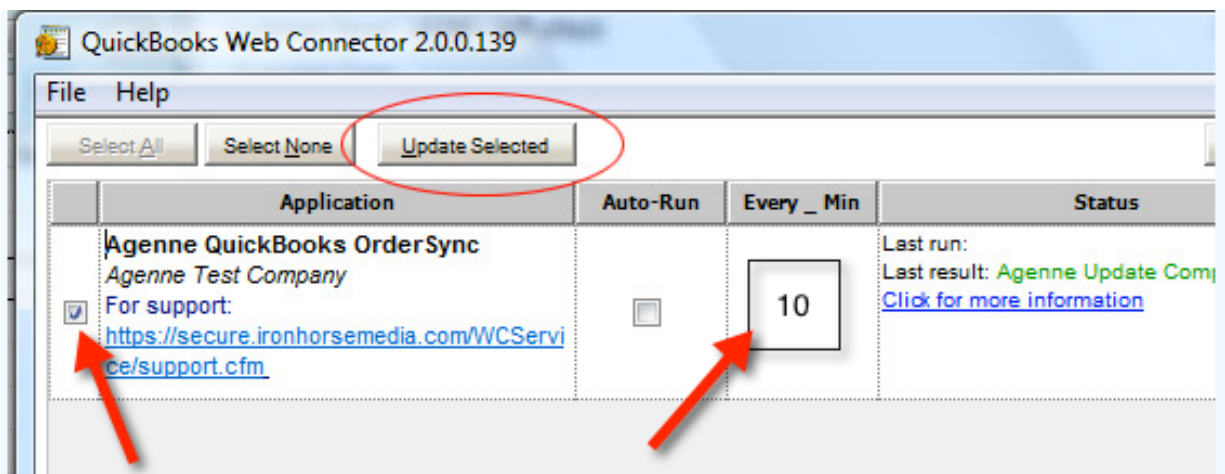 QuickBooks Web Connector 2.0.0.139
File Help
Select All Select None Update Selected
Application Auto-Run Every _ Min Status
Agenne QuickBooks OrderSync
Agenne Test Company
For support:
https://secure.ironhorsemedia.com/WCServi
ce/support.cfm
10
Last run:
Last result: Agenne Update Comp
Click for more information